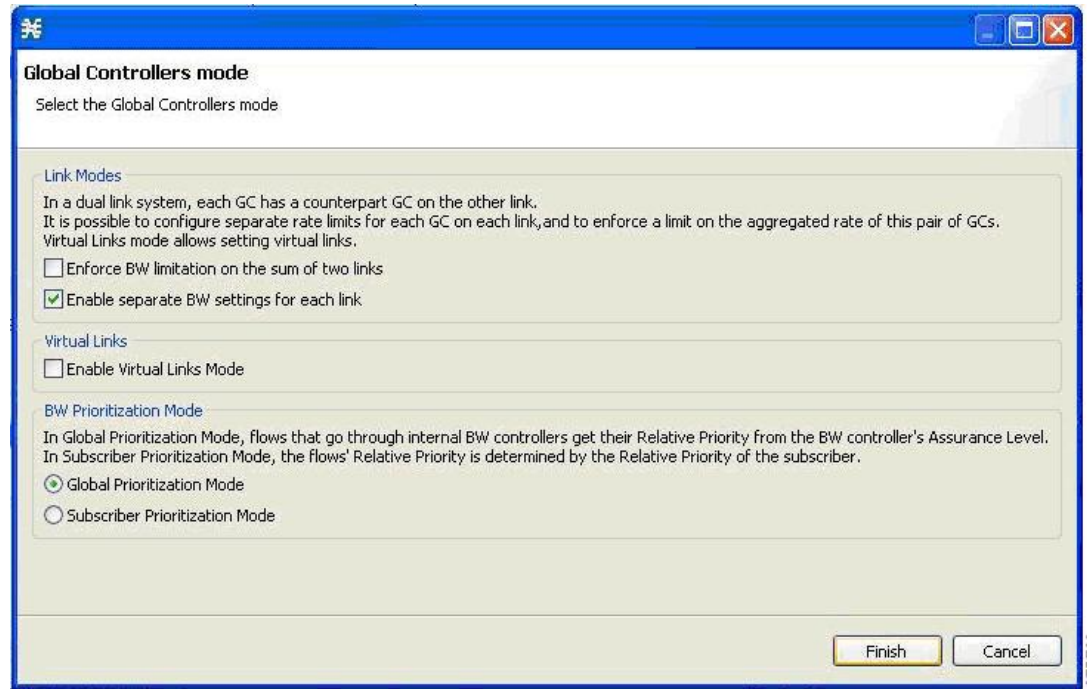 Global Controllers mode
Select the Global Controllers mode
Link Modes
In a dual link system, each GC has a counterpart GC on the other link.
It is possible to configure separate rate limits for each GC on each link,and to enforce a limit on the aggregated rate of this pair of GCs.
Virtual Links mode allows setting virtual links.
Enforce BW limitation on the sum of two links
Enable separate BW settings for each link
Virtual Links
Enable Virtual Links Mode
BW Prioritization Mode
In Global Prioritization Mode, flows that go through internal BW controllers get their Relative Priority from the BW controller's Assurance Level.
In Subscriber Prioritization Mode, the flows' Relative Priority is determined by the Relative Priority of the subscriber.
Global Prioritization Mode
Subscriber Prioritization Mode
Finish
Cancel